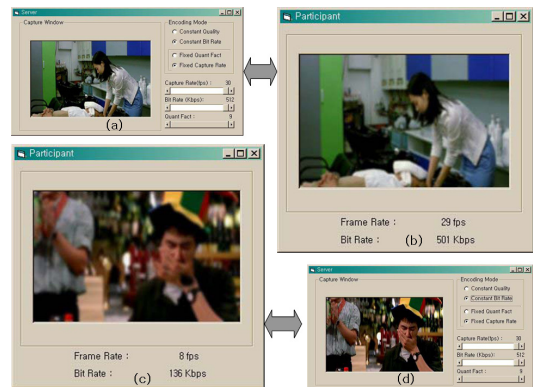 Server
Capture Window
Encoding Mode
Constant Quality
Constant Bit Rate
Fixed Quant Fact
Fixed Capture Rate
Capture Rate(fps): 30
Bit Rate (Kbps): 512
Quant Fact : 9
(a)
Participant
Frame Rate : 29 fps
Bit Rate : (b) 501 Kbps
Participant
Frame Rate : 8 fps
Bit Rate : (c) 136 Kbps
Server
Capture Window
Encoding Mode
Constant Quality
Constant Bit Rate
Fixed Quant Fact
Fixed Capture Rate
Capture Rate(fps): 30
Bit Rate (Kbps): 512
Quant Fact : 9
(d)